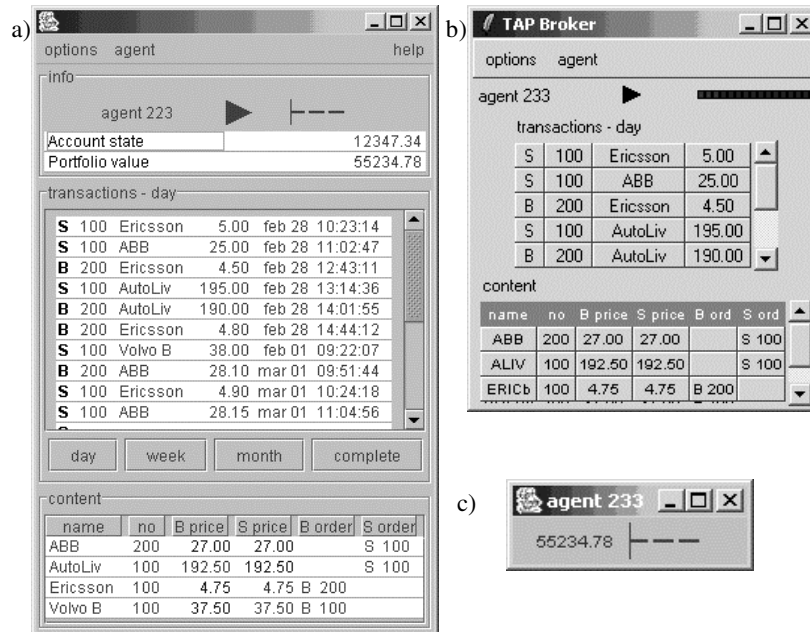 a)
options agent help
info
agent 223
Account state 12347.34
Portfolio value 55234.78
transactions - day
S 100 Ericsson 5.00 feb 28 10:23:14
S 100 ABB 25.00 feb 28 11:02:47
B 200 Ericsson 4.50 feb 28 12:43:11
S 100 AutoLiv 195.00 feb 28 13:14:36
B 200 AutoLiv 190.00 feb 28 14:01:55
B 200 Ericsson 4.80 feb 28 14:44:12
S 100 Volvo B 38.00 feb 01 09:22:07
B 200 ABB 28.10 mar 01 09:51:44
S 100 Ericsson 4.90 mar 01 10:24:18
S 100 ABB 28.15 mar 01 11:04:56
day week month complete
content
name no B price S price B order S order
ABB 200 27.00 27.00 S 100
AutoLiv 100 192.50 192.50 S 100
Ericsson 100 4.75 4.75 B 200
Volvo B 100 37.50 37.50 B 100
b)
TAP Broker
options agent
agent 233
transactions - day
S 100 Ericsson 5.00
S 100 ABB 25.00
B 200 Ericsson 4.50
S 100 AutoLiv 195.00
B 200 AutoLiv 190.00
content
name no B price S price B ord S ord
ABB 200 27.00 27.00 S 100
ALIV 100 192.50 192.50 S 100
ERICb 100 4.75 4.75 B 200
c)
agent 233
55234.78